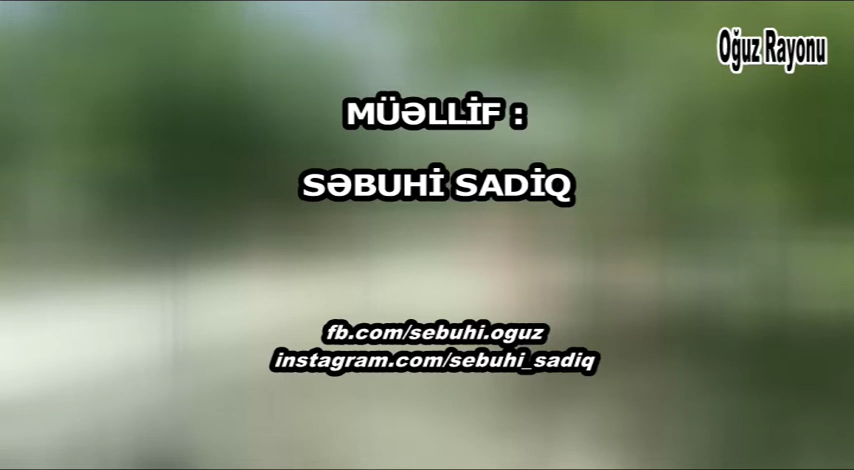 Oğuz Rayonu
MÜƏLLİF :
SƏBUHİ SADİQ
fb.com/sebuhi.oguz
instagram.com/sebuhi_sadiq